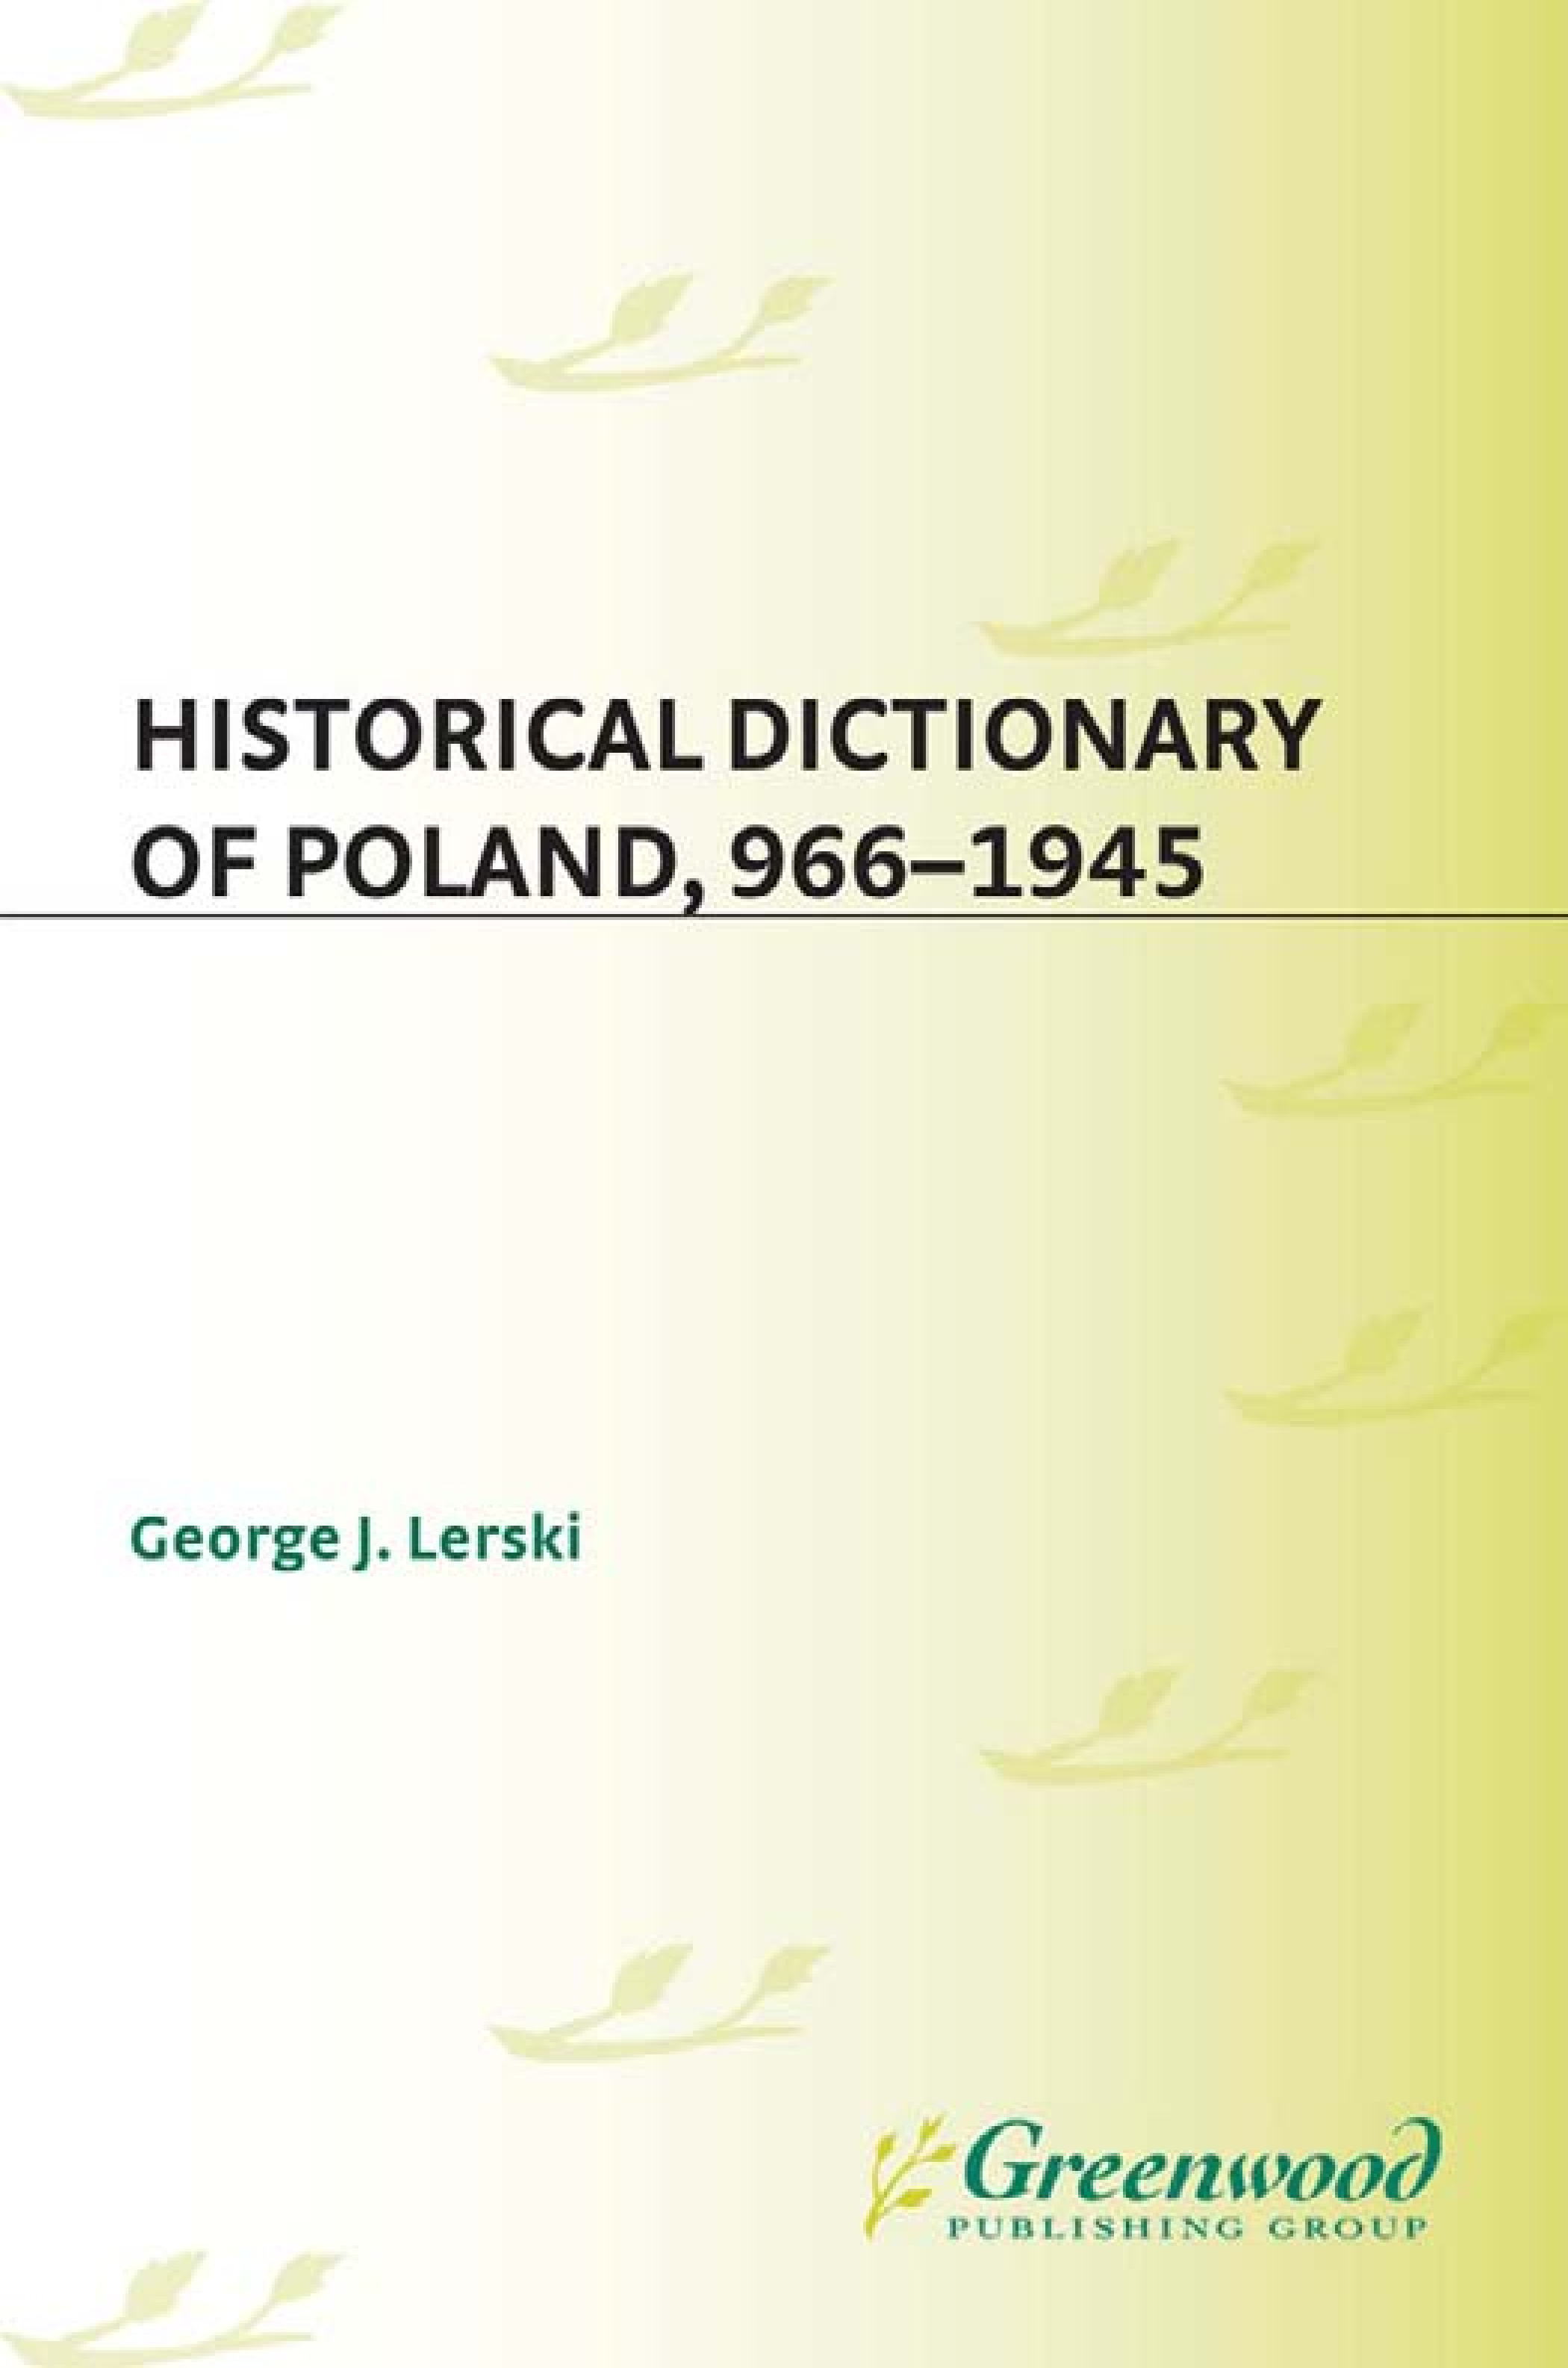 HISTORICAL DICTIONARY
OF POLAND, 966–1945
George J. Lerski
Greenwood
PUBLISHING GROUP